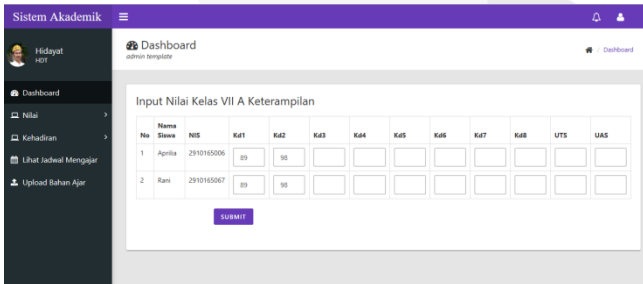 Sistem Akademik
Hidayat
HDT
Dashboard
Nilai
Kehadiran
Lihat Jadwal Mengajar
Upload Bahan Ajar
Dashboard
admin template
/ Dashboard
Input Nilai Kelas VII A Keterampilan
No Nama Siswa NIS Kd1 Kd2 Kd3 Kd4 Kd5 Kd6 Kd7 Kd8 UTS UAS
1 Aprilia 2910165006 89 98
2 Rani 2910165067 89 98
SUBMIT